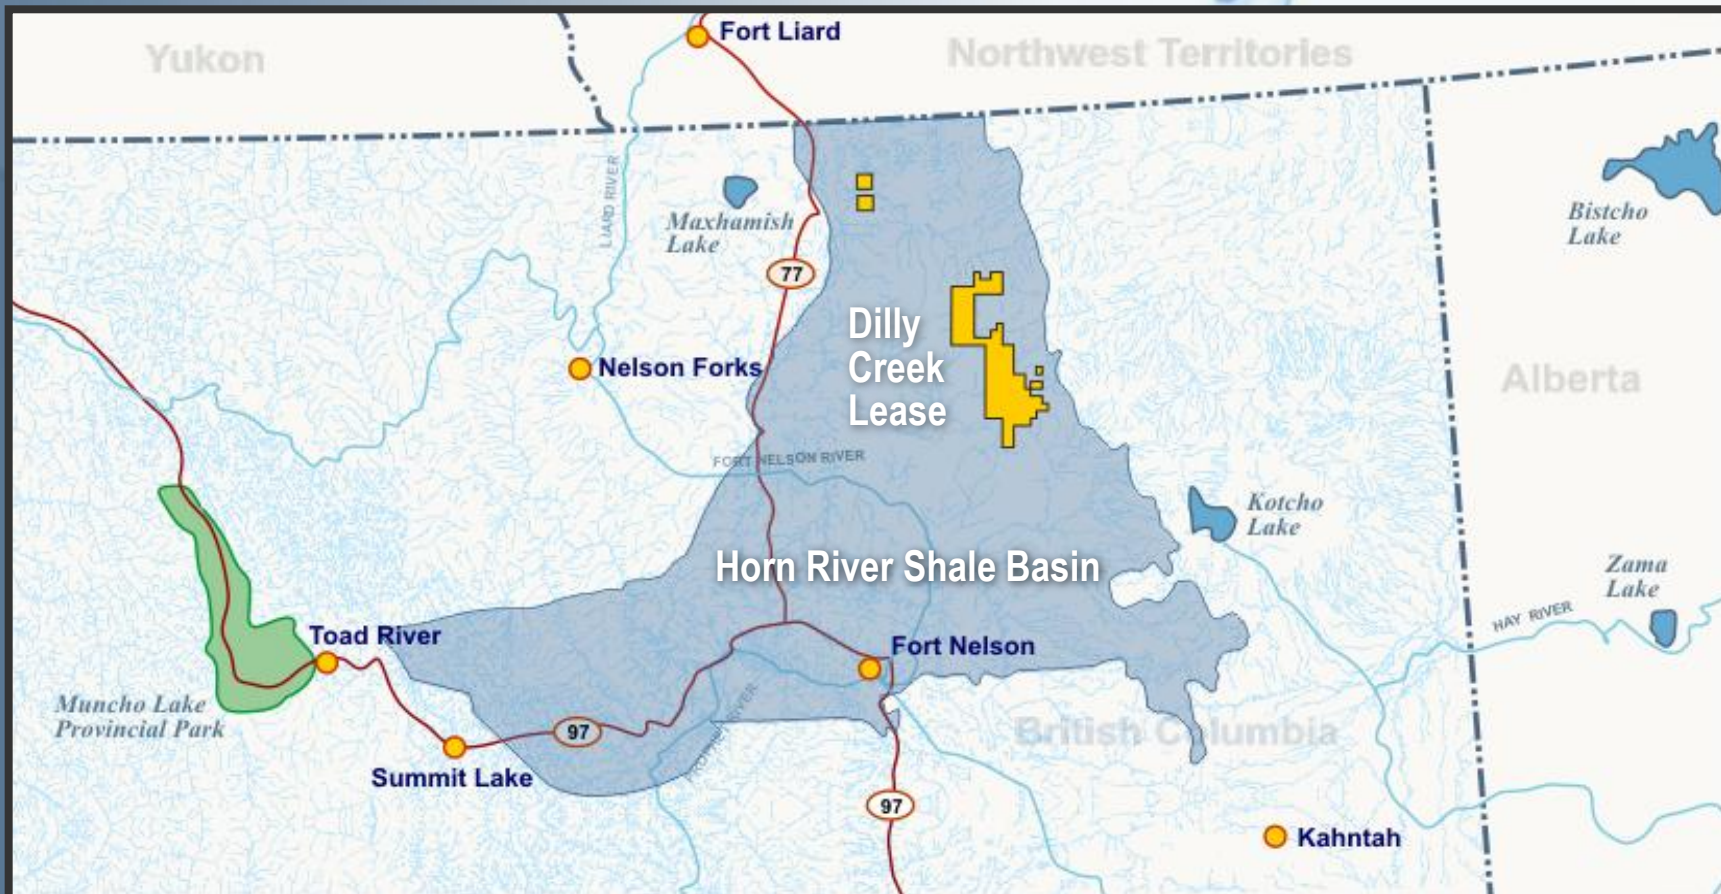 Fort Liard
Yukon
Northwest Territories
LIARD RIVER
Maxhamish
Lake
Bistcho
Lake
77
Dilly
Creek
Lease
Nelson Forks
Alberta
FORT NELSON RIVER
Kotcho
Lake
Horn River Shale Basin
Zama
Lake
HAY RIVER
Toad River
Fort Nelson
Muncho Lake
Provincial Park
RIVER
97
British Columbia
Summit Lake
97
Kahntah